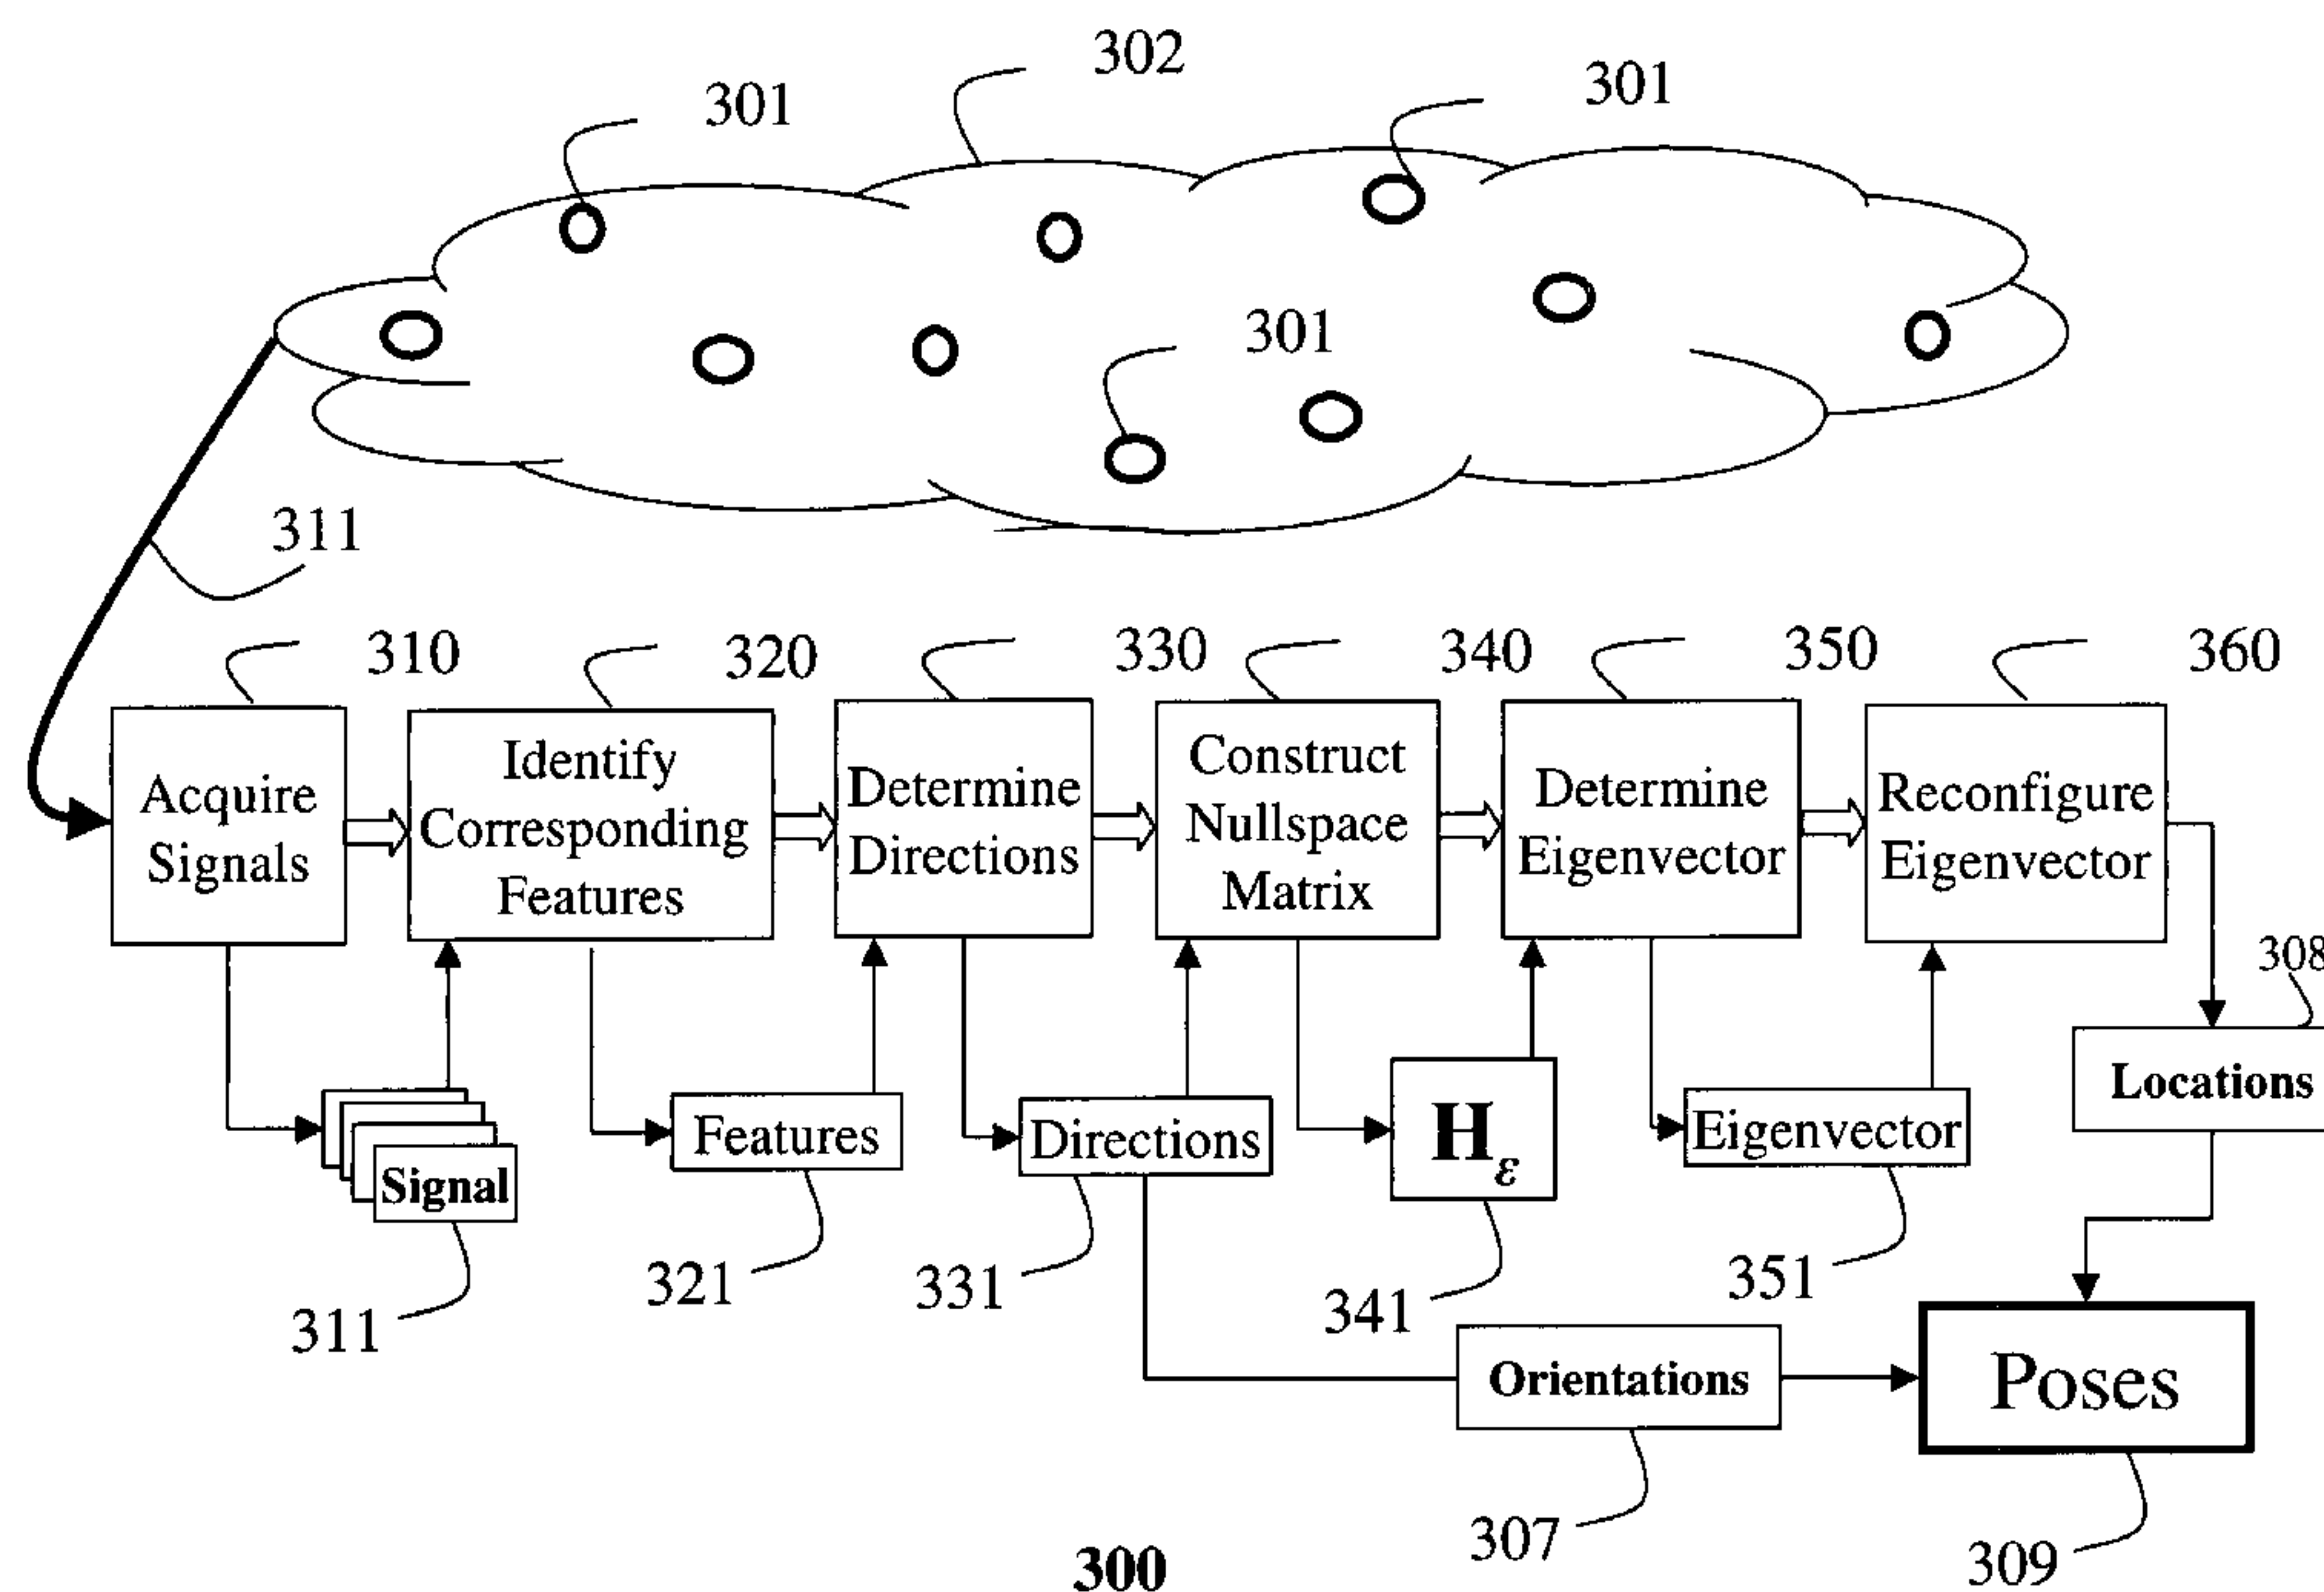 302
301
301
301
311
310
320
330
340
350
360
Acquire
Signals
Identify
Corresponding
Features
Determine
Directions
Construct
Nullspace
Matrix
Determine
Eigenvector
Reconfigure
Eigenvector
308
Locations
Signal
Features
Directions
Hε
Eigenvector
311
321
331
341
351
Orientations
Poses
307
309
300